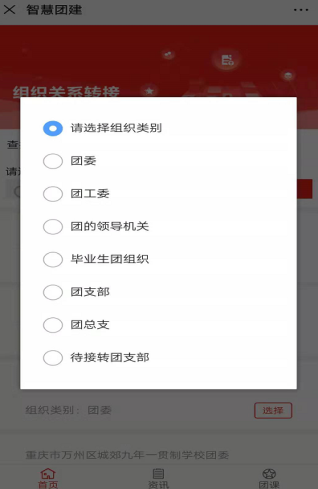 智慧团建
组织关系转接
查
请选择组织类别
团委
团工委
团的领导机关
毕业生团组织
团支部
团总支
待接转团支部
组织类别：团委
选择
重庆市万州区城郊九年一贯制学校团委
首页
资讯
团课